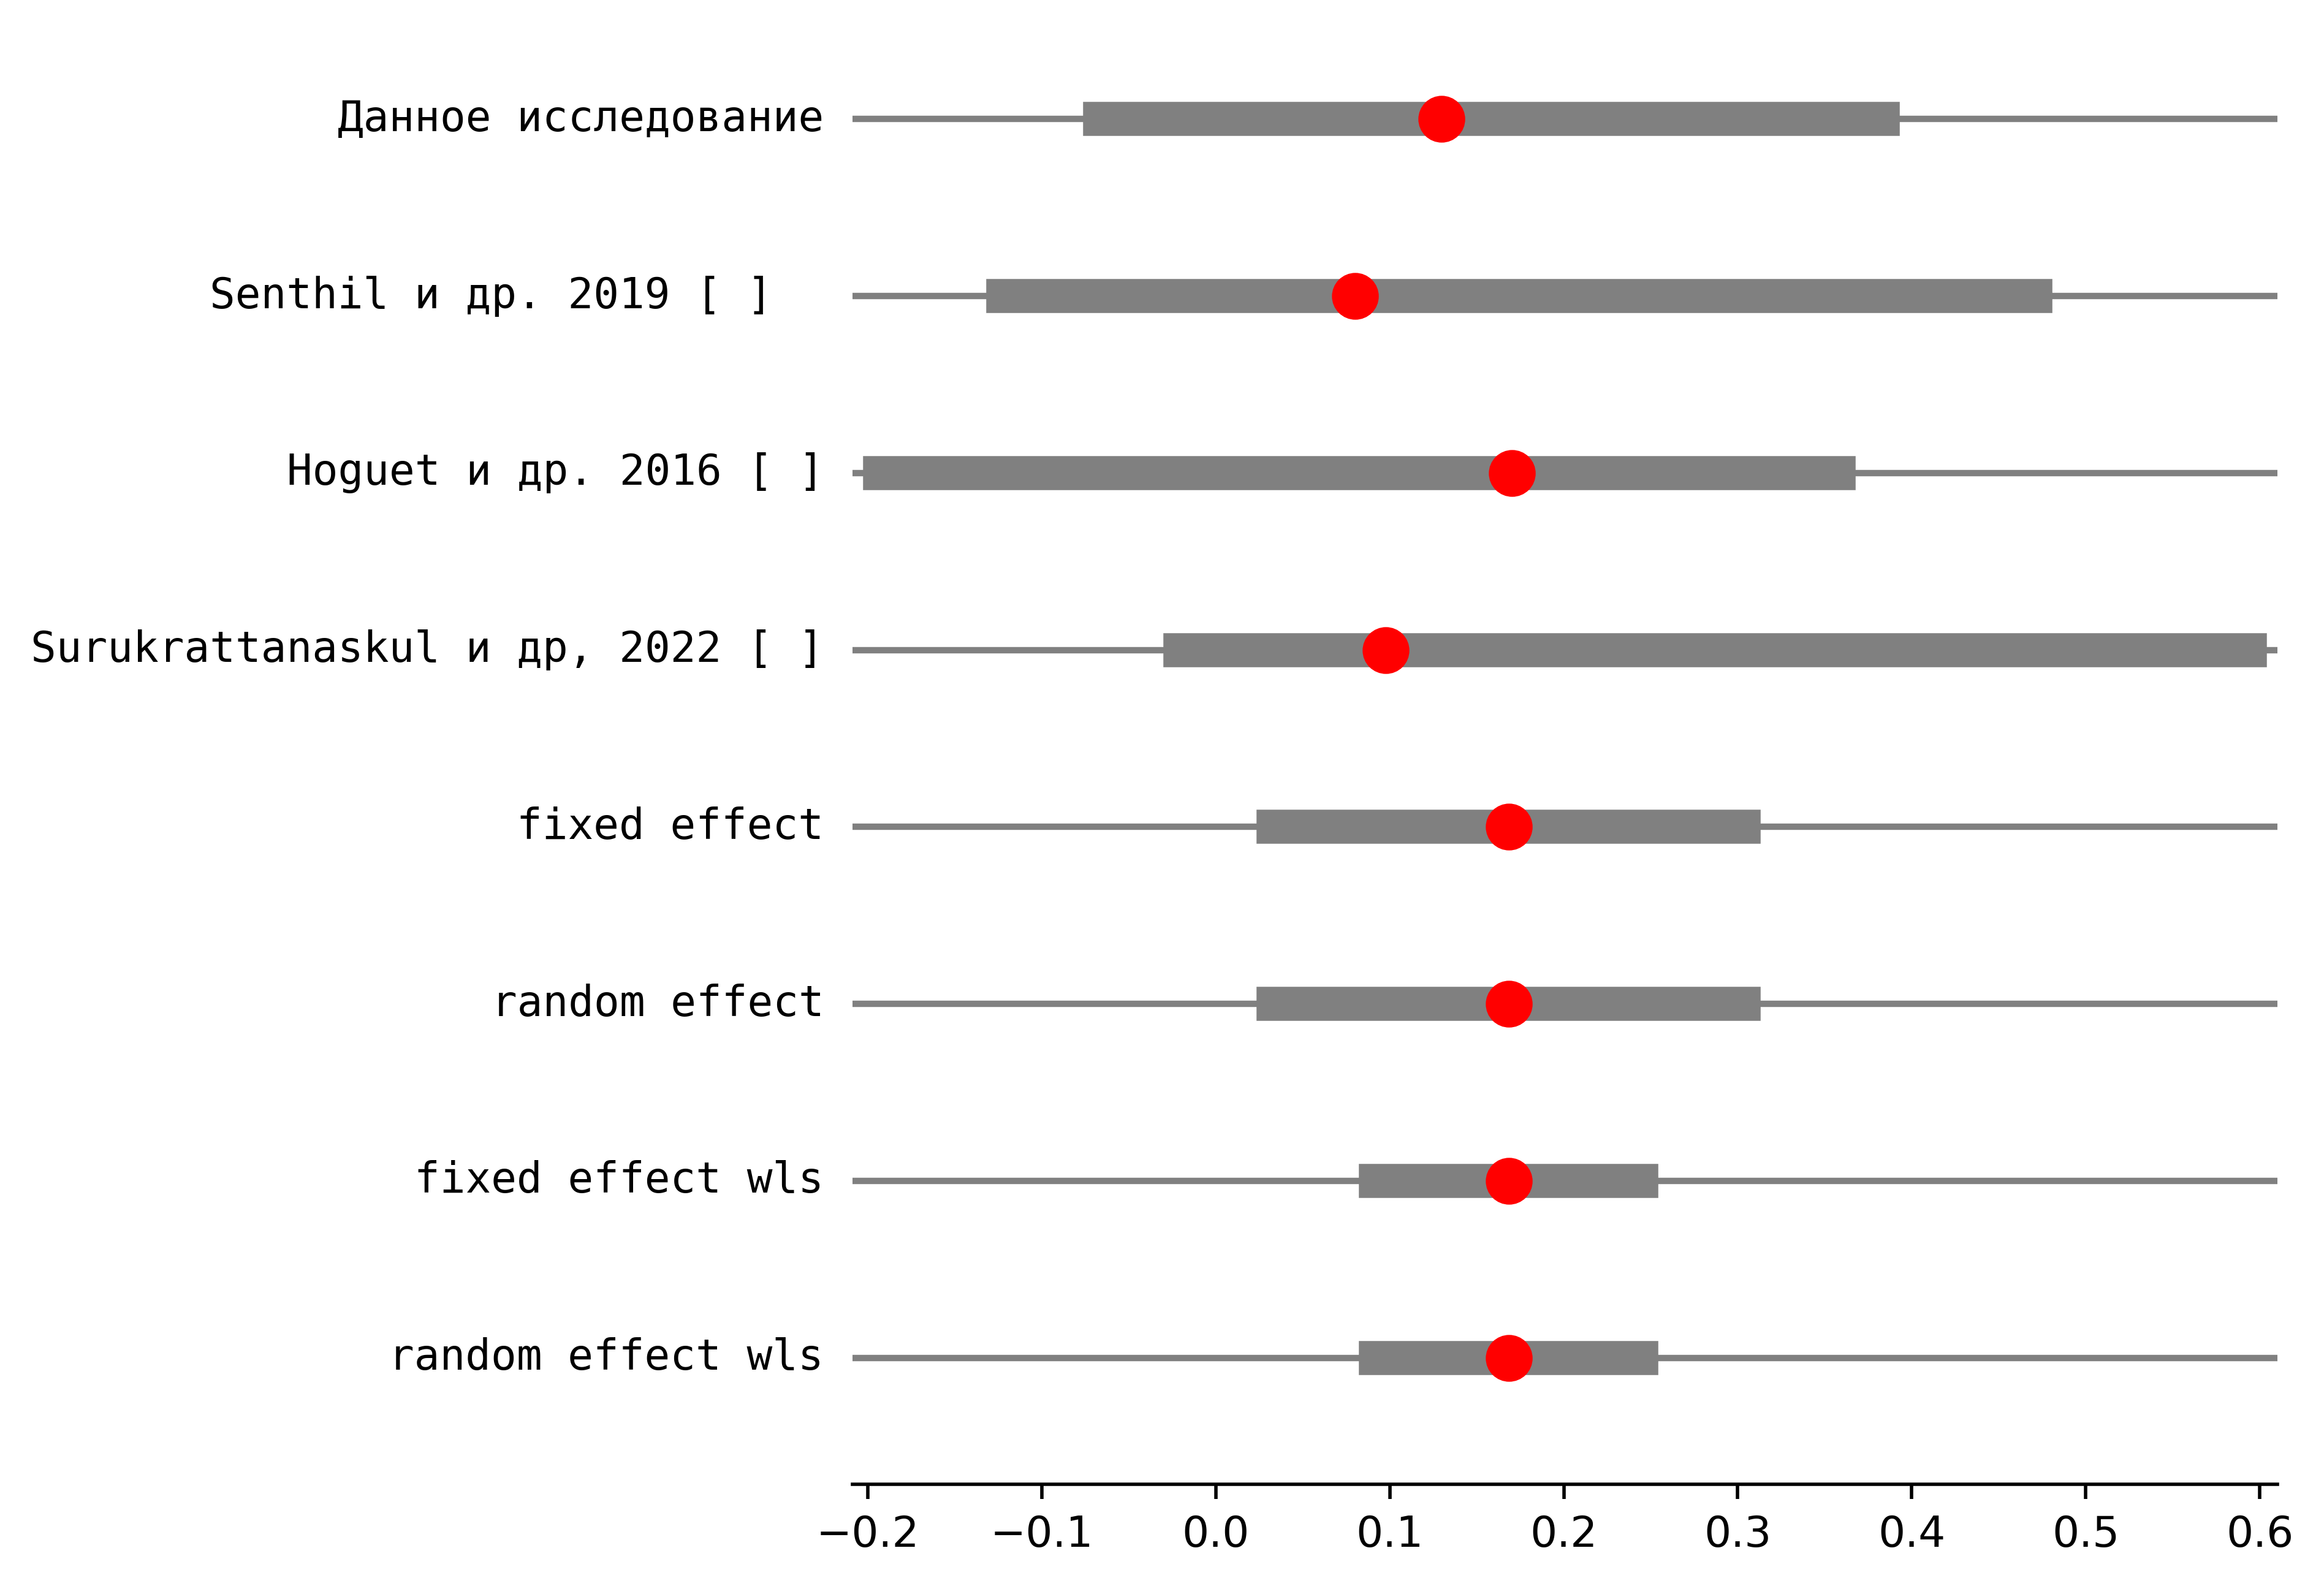 Данное исследование
Senthil и др. 2019 [ ]
Hoguet и др. 2016 [ ]
Surukrattanaskul и др, 2022 [ ]
fixed effect
random effect
fixed effect wls
random effect wls
−0.2 −0.1 0.0 0.1 0.2 0.3 0.4 0.5 0.6